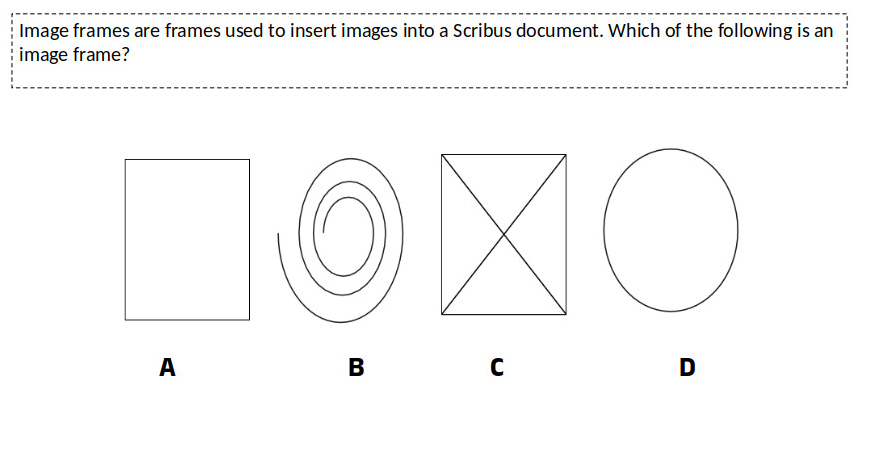 Image frames are frames used to insert images into a Scribus document. Which of the following is an
image frame?
A B C D